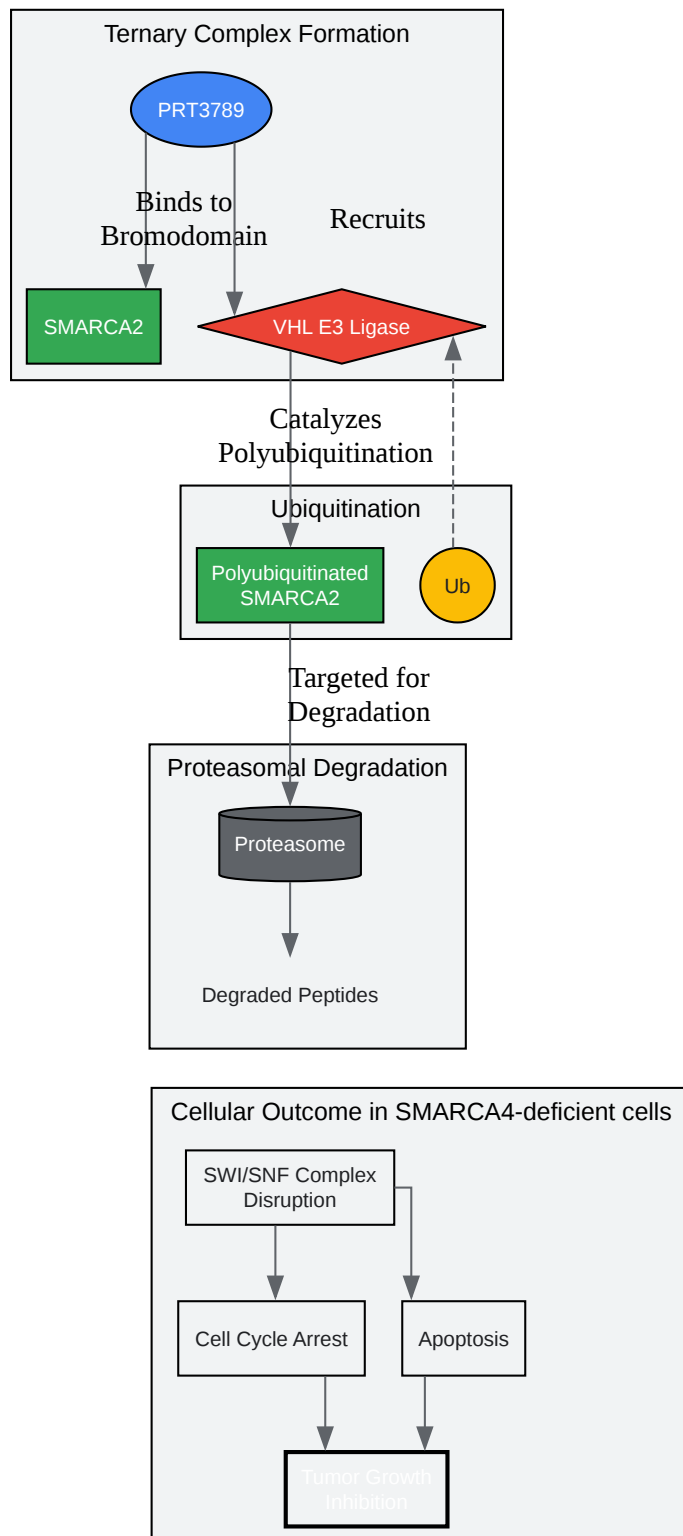 Ternary Complex Formation
PRT3789
Binds to
Bromodomain
Recruits
SMARCA2
VHL E3 Ligase
Catalyzes
Polyubiquitination
Ubiquitination
Polyubiquitinated
SMARCA2
Ub
Targeted for
Degradation
Proteasomal Degradation
Proteasome
Degraded Peptides
Cellular Outcome in SMARCA4-deficient cells
SWI/SNF Complex
Disruption
Cell Cycle Arrest
Apoptosis
Tumor Growth
Inhibition